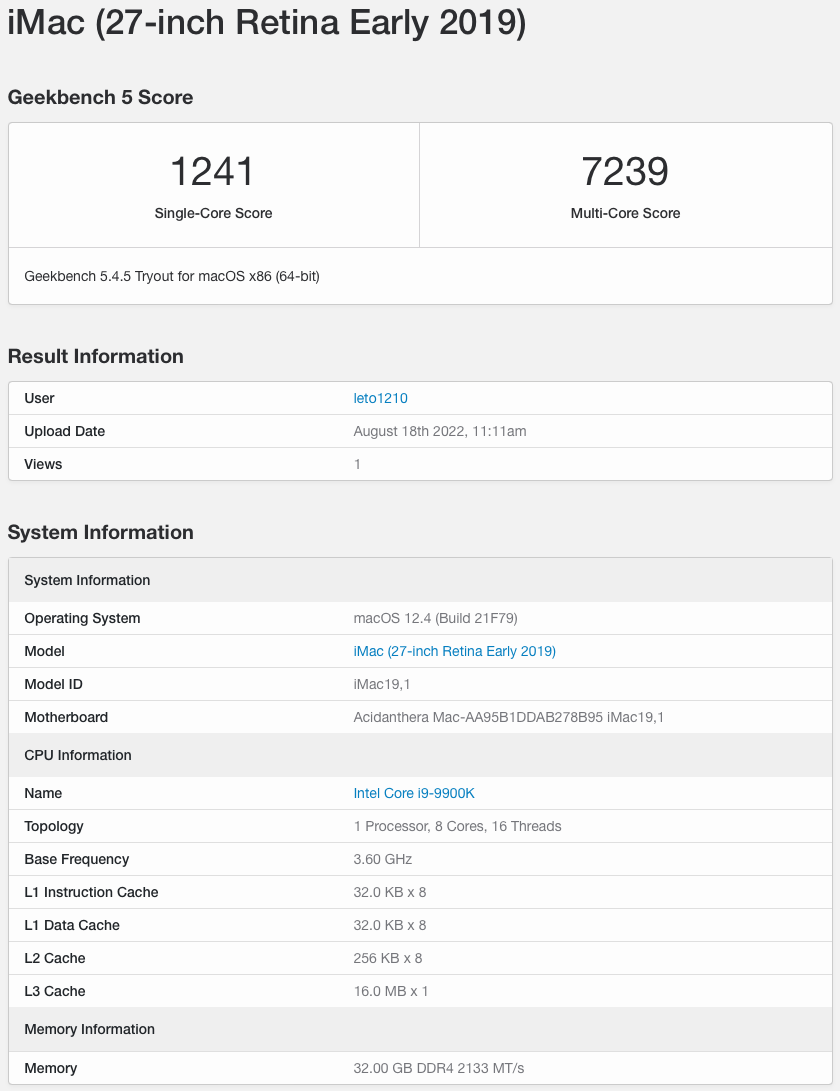 iMac (27-inch Retina Early 2019)
Geekbench 5 Score
1241 7239
Single-Core Score Multi-Core Score
Geekbench 5.4.5 Tryout for macOS x86 (64-bit)
Result Information
User leto1210
Upload Date August 18th 2022, 11:11am
Views 1
System Information
System Information
Operating System macOS 12.4 (Build 21F79)
Model iMac (27-inch Retina Early 2019)
Model ID iMac19,1
Motherboard Acidanthera Mac-AA95B1DDAB278B95 iMac19,1
CPU Information
Name Intel Core i9-9900K
Topology 1 Processor, 8 Cores, 16 Threads
Base Frequency 3.60 GHz
L1 Instruction Cache 32.0 KB x 8
L1 Data Cache 32.0 KB x 8
L2 Cache 256 KB x 8
L3 Cache 16.0 MB x 1
Memory Information
Memory 32.00 GB DDR4 2133 MT/s